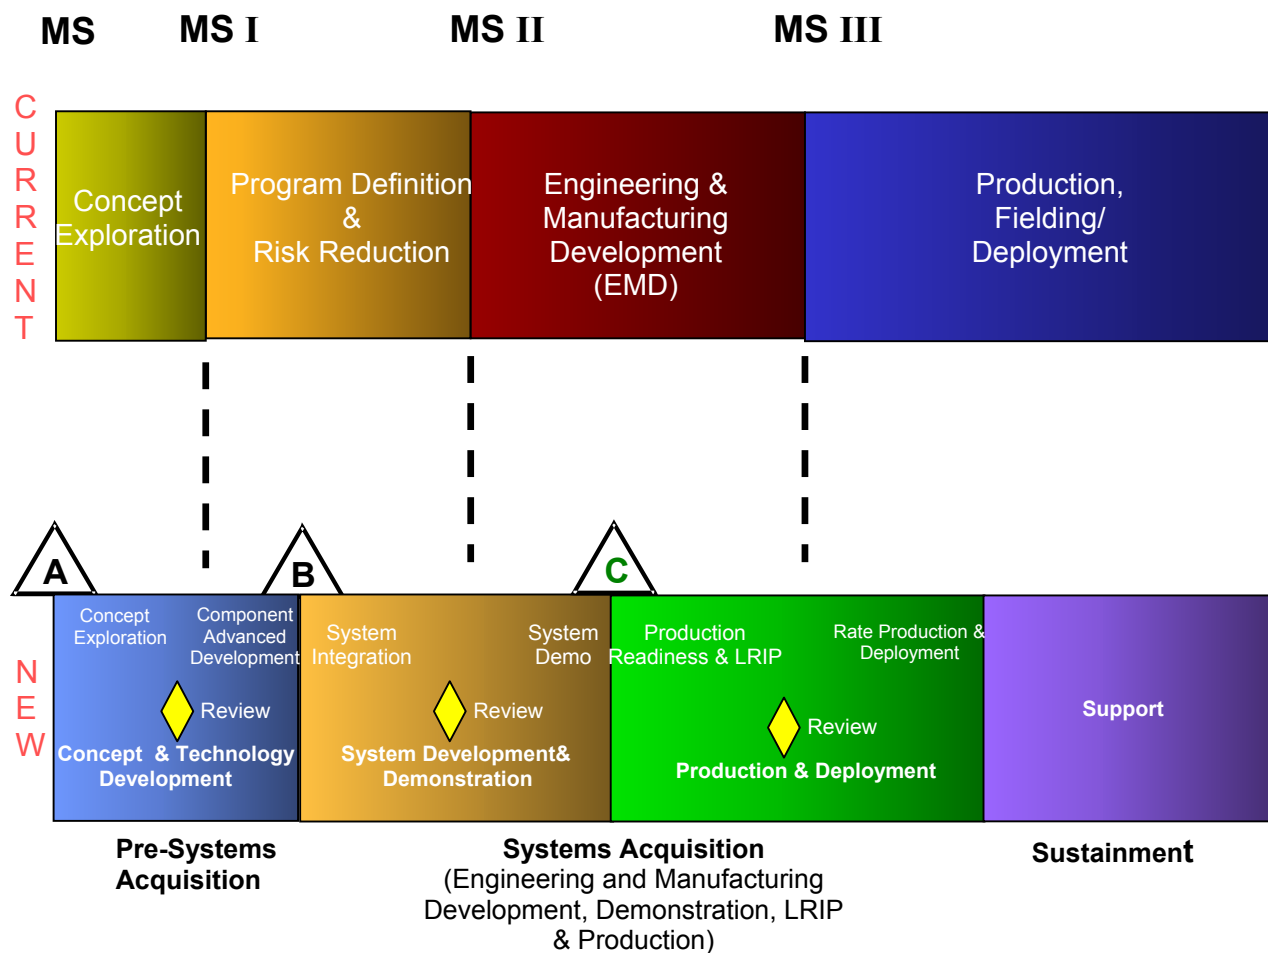 MS
MS I
MS II
MS III
CURRENT
Concept
Exploration
Program Definition
&
Risk Reduction
Engineering &
Manufacturing
Development
(EMD)
Production,
Fielding/
Deployment
A
B
C
NEW
Concept
Exploration
Component
Advanced
Development
Review
Concept & Technology
Development
System
Integration
System
Demo
Review
System Development&
Demonstration
Production
Readiness & LRIP
Rate Production &
Deployment
Review
Production & Deployment
Support
Pre-Systems
Acquisition
Systems Acquisition
(Engineering and Manufacturing
Development, Demonstration, LRIP
& Production)
Sustainment